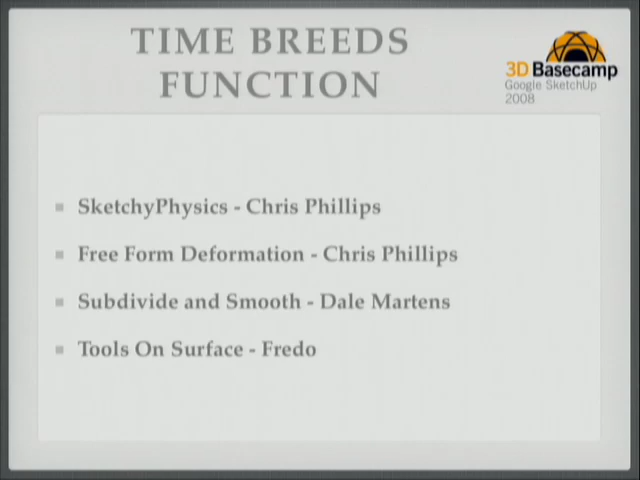 TIME BREEDS
FUNCTION
3D Basecamp
Google SketchUp
2008
SketchyPhysics - Chris Phillips
Free Form Deformation - Chris Phillips
Subdivide and Smooth - Dale Martens
Tools On Surface - Fredo